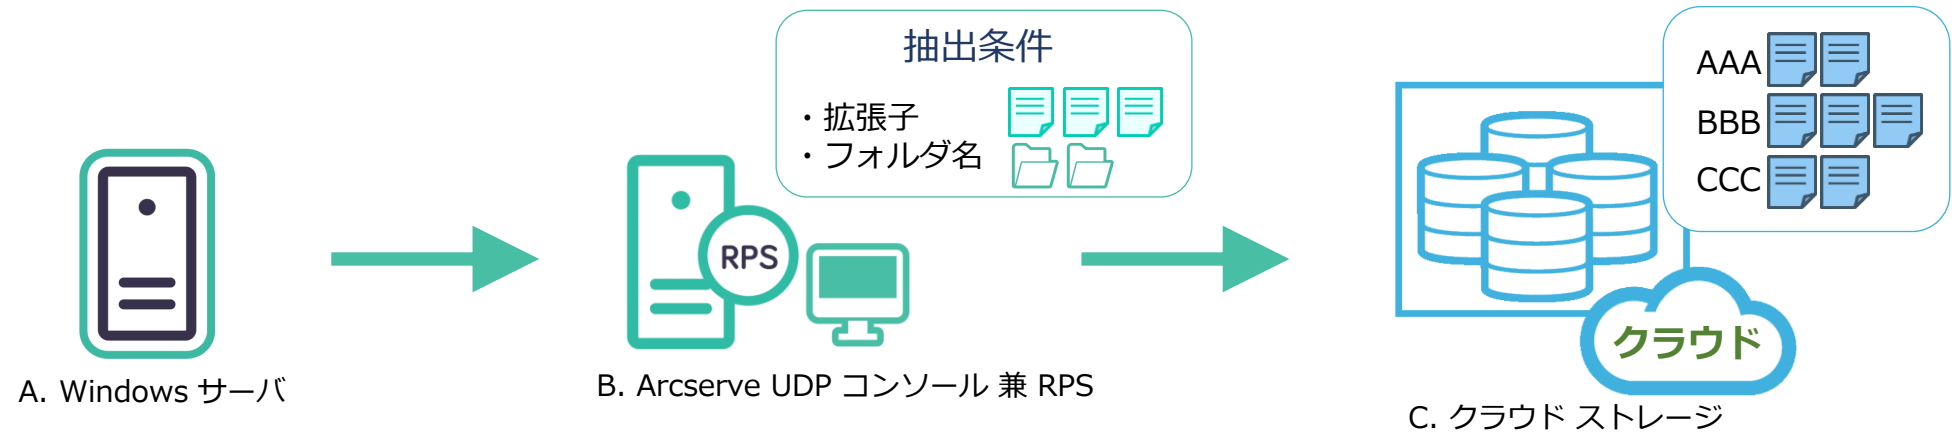 抽出条件
・拡張子
・フォルダ名
AAA
BBB
CCC
RPS
クラウド
A. Windows サーバ
B. Arcserve UDP コンソール 兼 RPS
C. クラウド ストレージ